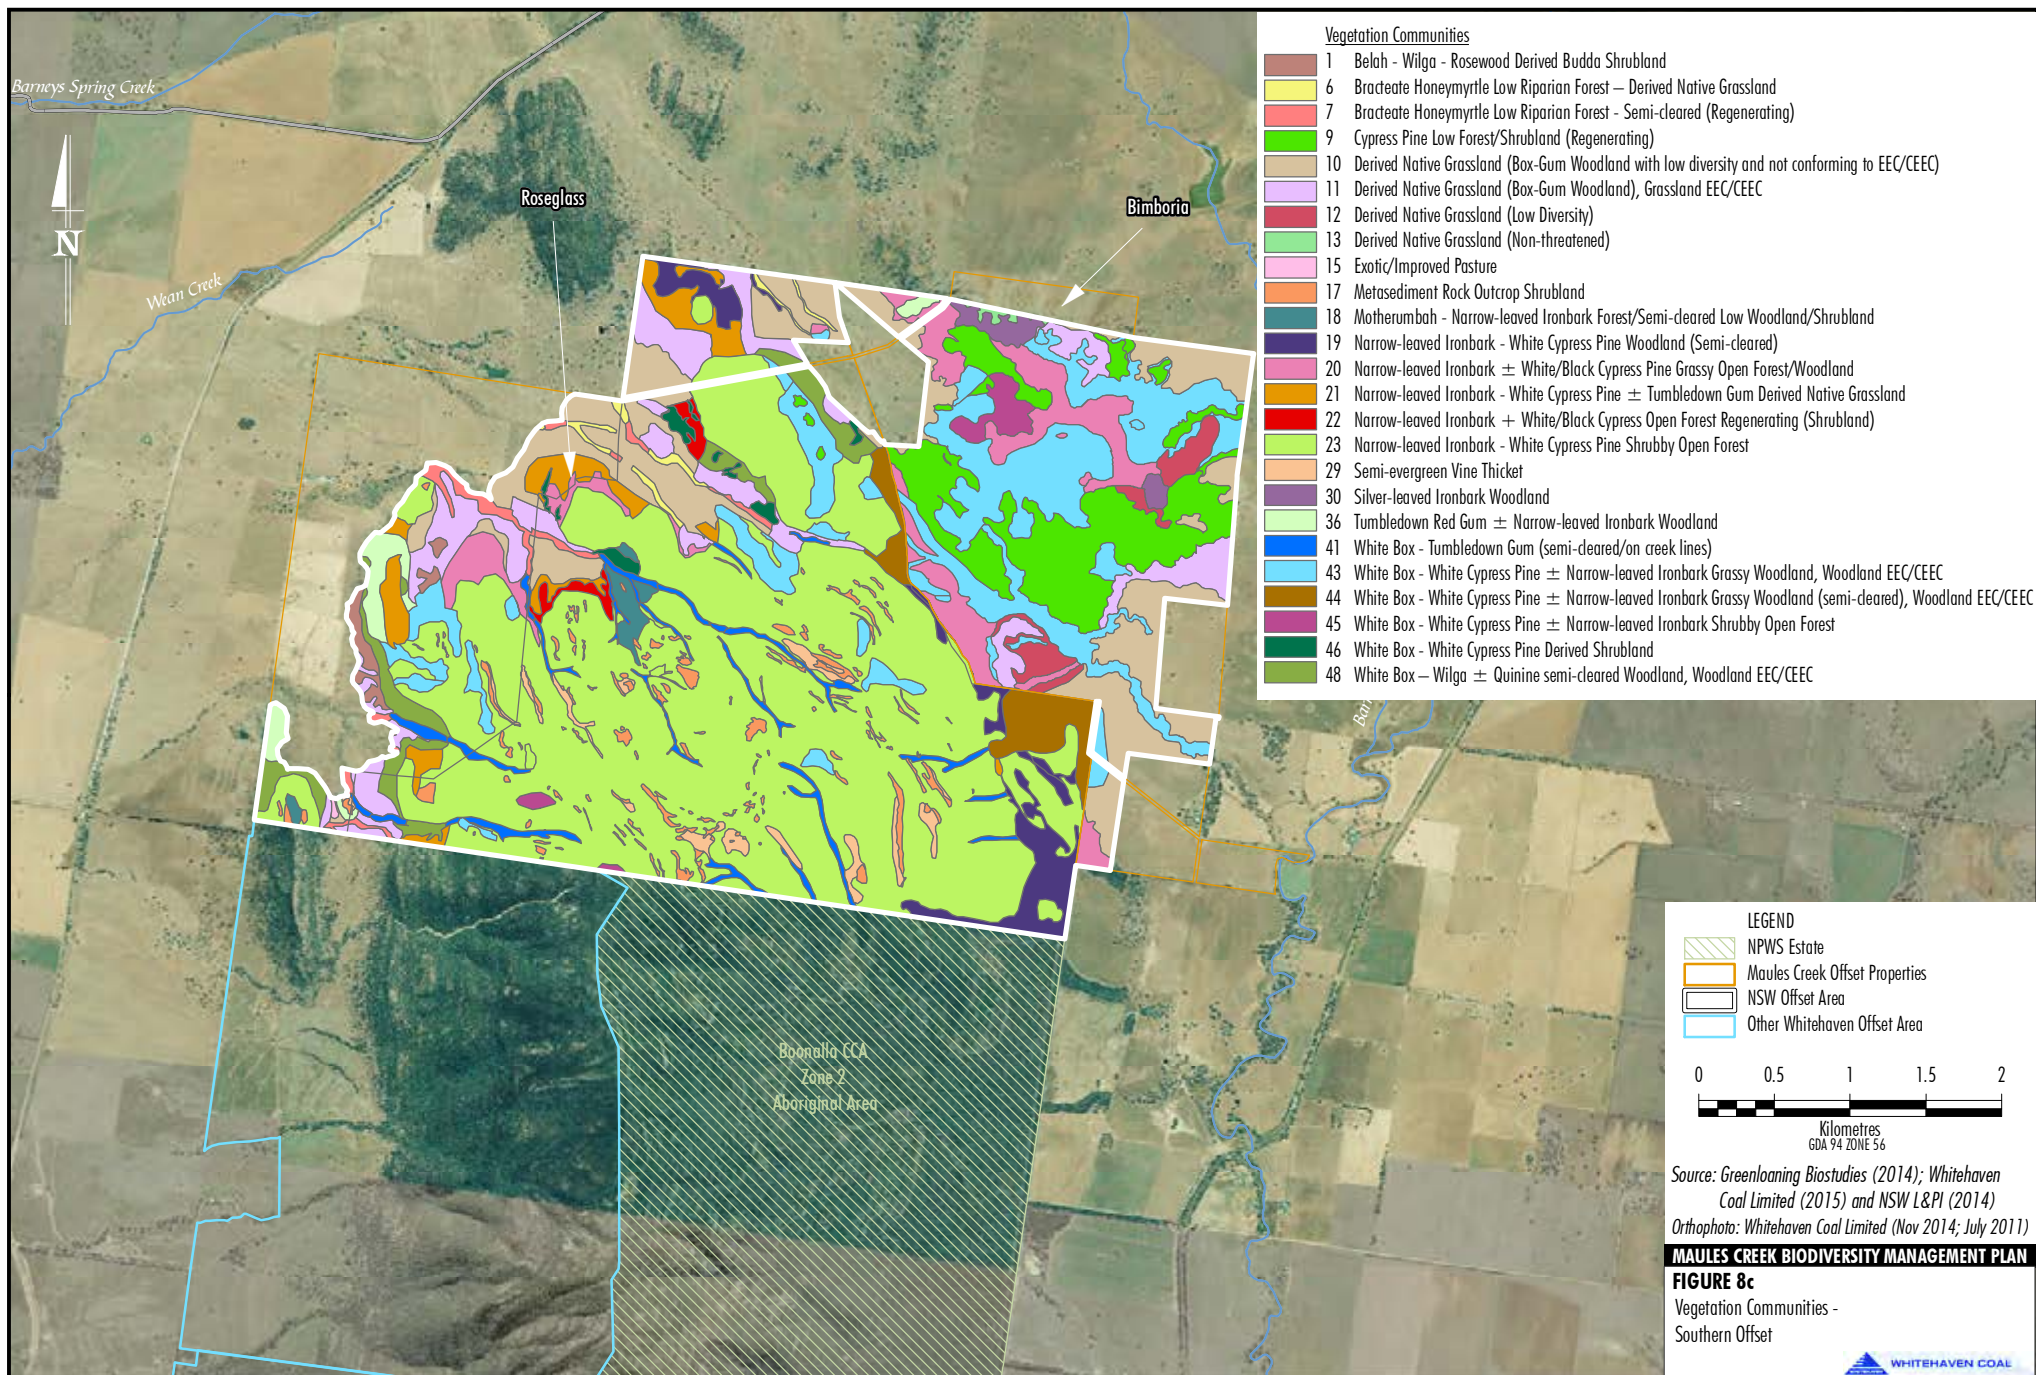 Barneys Spring Creek
Wean Creek
N
Roseglass
Bimboria
Vegetation Communities
1 Belah - Wilga - Rosewood Derived Budda Shrubland
6 Bracteate Honeymyrtle Low Riparian Forest – Derived Native Grassland
7 Bracteate Honeymyrtle Low Riparian Forest - Semi-cleared (Regenerating)
9 Cypress Pine Low Forest/Shrubland (Regenerating)
10 Derived Native Grassland (Box-Gum Woodland with low diversity and not conforming to EEC/CEEC)
11 Derived Native Grassland (Box-Gum Woodland), Grassland EEC/CEEC
12 Derived Native Grassland (Low Diversity)
13 Derived Native Grassland (Non-threatened)
15 Exotic/Improved Pasture
17 Metasediment Rock Outcrop Shrubland
18 Motherumbah - Narrow-leaved Ironbark Forest/Semi-cleared Low Woodland/Shrubland
19 Narrow-leaved Ironbark - White Cypress Pine Woodland (Semi-cleared)
20 Narrow-leaved Ironbark ± White/Black Cypress Pine Grassy Open Forest/Woodland
21 Narrow-leaved Ironbark - White Cypress Pine ± Tumbledown Gum Derived Native Grassland
22 Narrow-leaved Ironbark + White/Black Cypress Open Forest Regenerating (Shrubland)
23 Narrow-leaved Ironbark - White Cypress Pine Shrubby Open Forest
29 Semi-evergreen Vine Thicket
30 Silver-leaved Ironbark Woodland
36 Tumbledown Red Gum ± Narrow-leaved Ironbark Woodland
41 White Box - Tumbledown Gum (semi-cleared/on creek lines)
43 White Box - White Cypress Pine ± Narrow-leaved Ironbark Grassy Woodland, Woodland EEC/CEEC
44 White Box - White Cypress Pine ± Narrow-leaved Ironbark Grassy Woodland (semi-cleared), Woodland EEC/CEEC
45 White Box - White Cypress Pine ± Narrow-leaved Ironbark Shrubby Open Forest
46 White Box - White Cypress Pine Derived Shrubland
48 White Box – Wilga ± Quinine semi-cleared Woodland, Woodland EEC/CEEC
Bar
Boonalla CCA
Zone 2
Aboriginal Area
LEGEND
NPWS Estate
Maules Creek Offset Properties
NSW Offset Area
Other Whitehaven Offset Area
0 0.5 1 1.5 2
Kilometres
GDA 94 ZONE 56
Source: Greenloaning Biostudies (2014); Whitehaven
Coal Limited (2015) and NSW L&PI (2014)
Orthophoto: Whitehaven Coal Limited (Nov 2014; July 2011)
MAULES CREEK BIODIVERSITY MANAGEMENT PLAN
FIGURE 8c
Vegetation Communities -
Southern Offset
WHITEHAVEN COAL